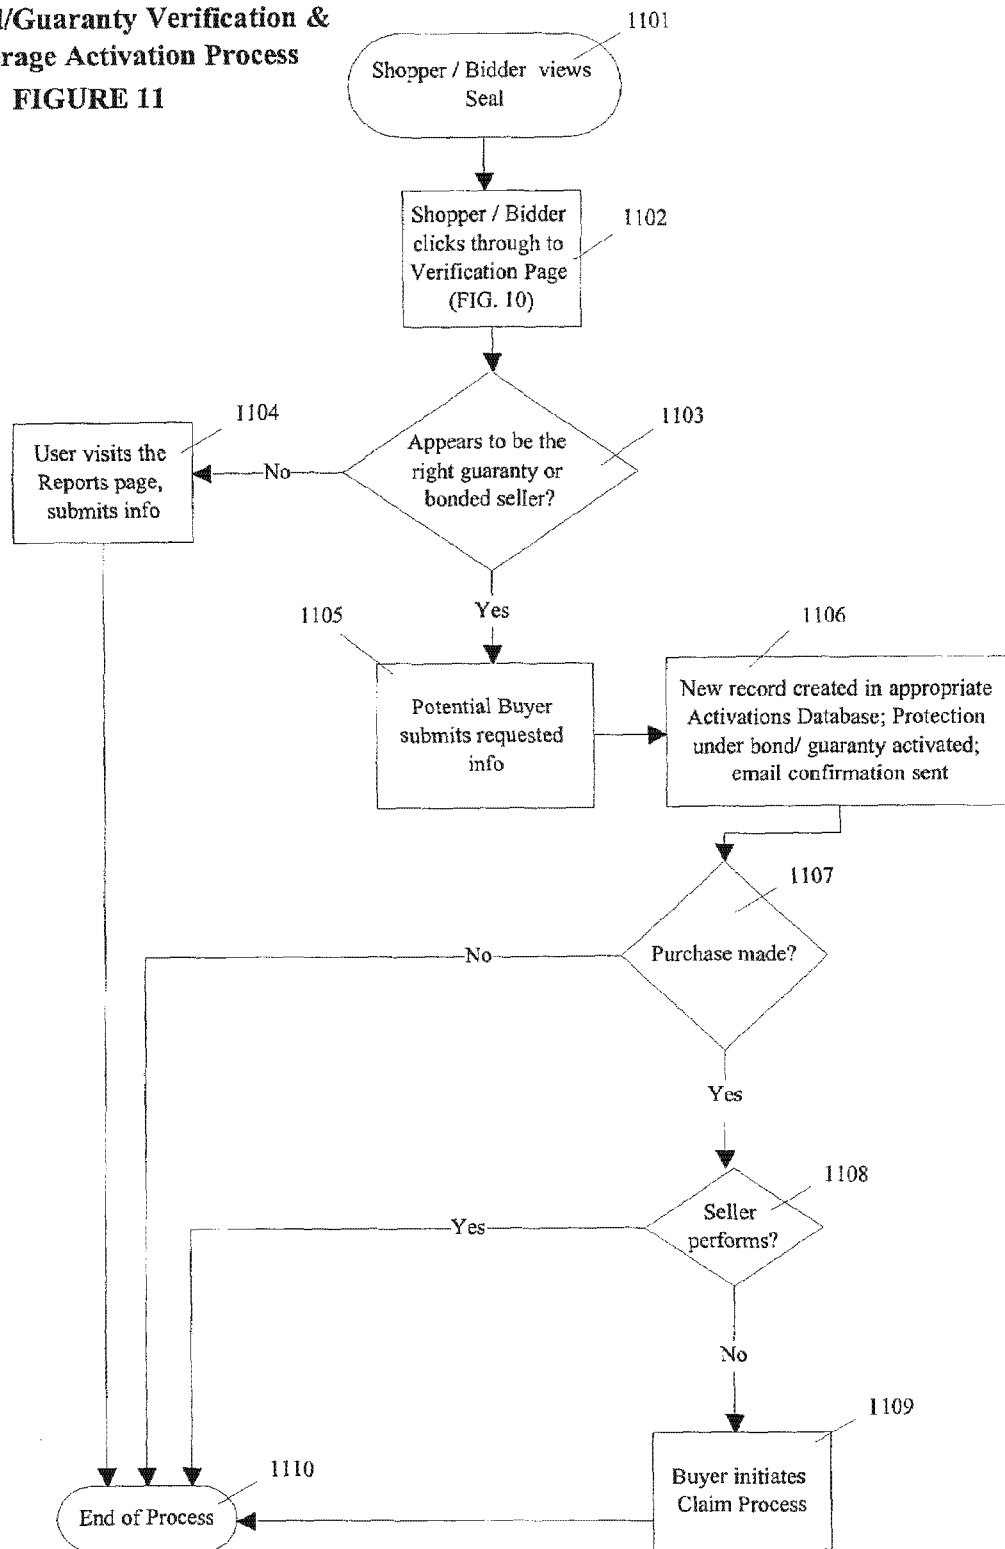 /Guaranty Verification &
Activation Process
FIGURE 11
1101
Shopper / Bidder views
Seal
1102
Shopper / Bidder
clicks through to
Verification Page
(FIG. 10)
1103
Appears to be the
right guaranty or
bonded seller?
1104
User visits the
Reports page,
submits info
No
Yes
1105
Potential Buyer
submits requested
info
1106
New record created in appropriate
Activations Database; Protection
under bond/ guaranty activated;
email confirmation sent
1107
Purchase made?
No
Yes
1108
Seller
performs?
Yes
No
1109
Buyer initiates
Claim Process
1110
End of Process